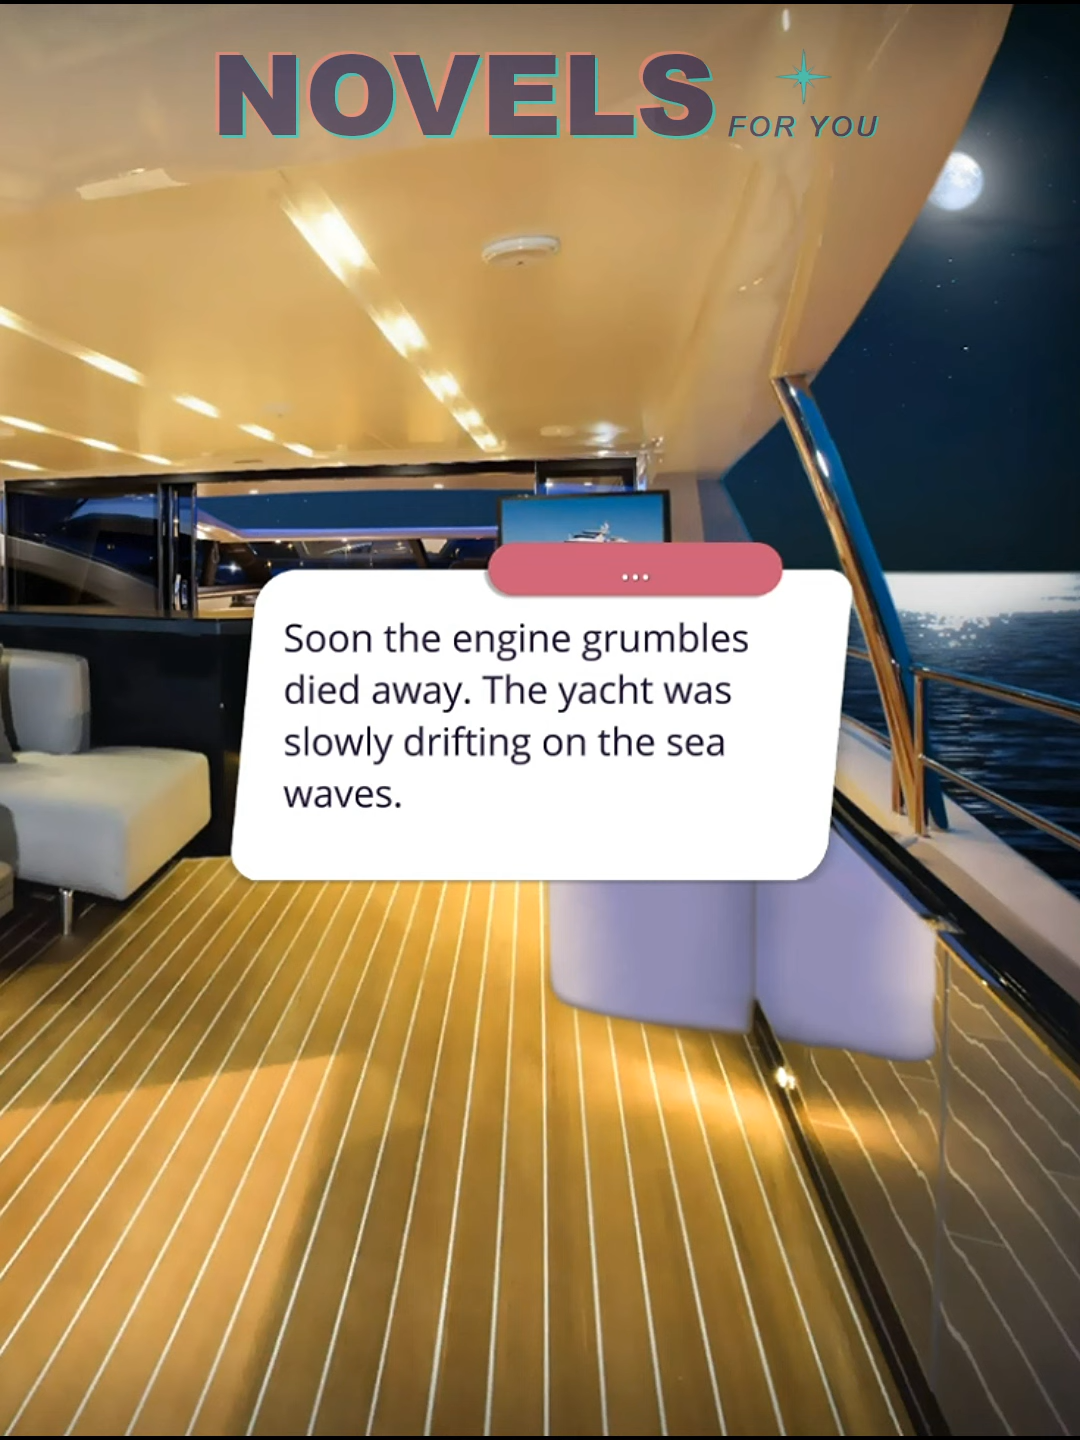 NOVELS
FOR YOU
...
Soon the engine grumbles
died away. The yacht was
slowly drifting on the sea
waves.